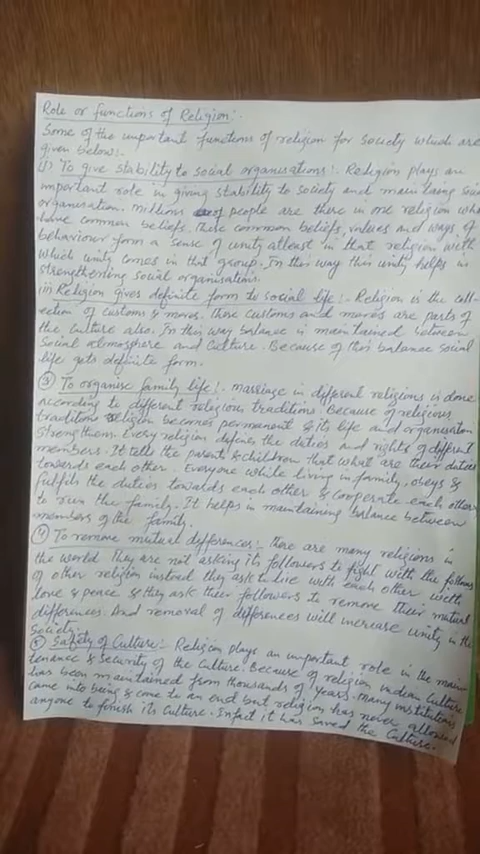 Role or functions of Religion:
Some of the important functions of religion for society which are
given below:
(i) To give stability to social organisations:- Religion plays an
important role in giving stability to society and maintaing social
organisation. millions of people are there in one religion who
have common beliefs. These common beliefs, values and ways of
behaviour form a sense of unity atleast in that religion with
which unity comes in that group. In this way this unity helps in
strengthening social organisation.
(ii) Religion gives definite form to social life:- Religion is the coll-
ection of customs & mores. These customs and mores are parts of
the culture also. In this way balance is maintained between
social atmosphere and culture. Because of this balance social
life gets definite form.
③ To organise family life:- marriage in different religions is done
according to different religious traditions. Because of religious
tradition religion becomes permanent & its life and organisation
strengthens. Every religion defines the duties and rights of different
members. It tells the parents & children that what are their duties
towards each other. Everyone while living in family, obeys &
fulfils the duties towards each other & cooperate each other
to run the family. It helps in maintaining balance between
members of the family.
④ To remove mutual differences:- there are many religions in
the world. They are not asking its followers to fight with the followers
of other religion instead they ask to live with each other with
love & peace & they ask their followers to remove their mutual
differences. And removal of differences will increase unity in the
society.
⑤ Safety of Culture:- Religion plays an important role in the main-
tenance & security of the culture. Because of religion indian culture
has been maintained from thousands of years. Many institutions
came into being & come to an end but religion has never allowed
anyone to finish its culture. Infact it has saved the culture.